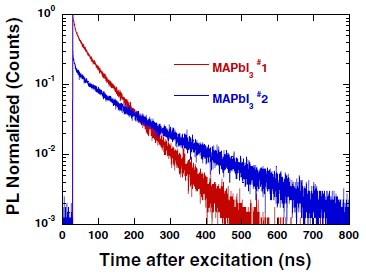 PL Normalized (Counts)
10⁰
10⁻¹
10⁻²
10⁻³
MAPbI₃ #1
MAPbI₃ #2
0 100 200 300 400 500 600 700 800
Time after excitation (ns)